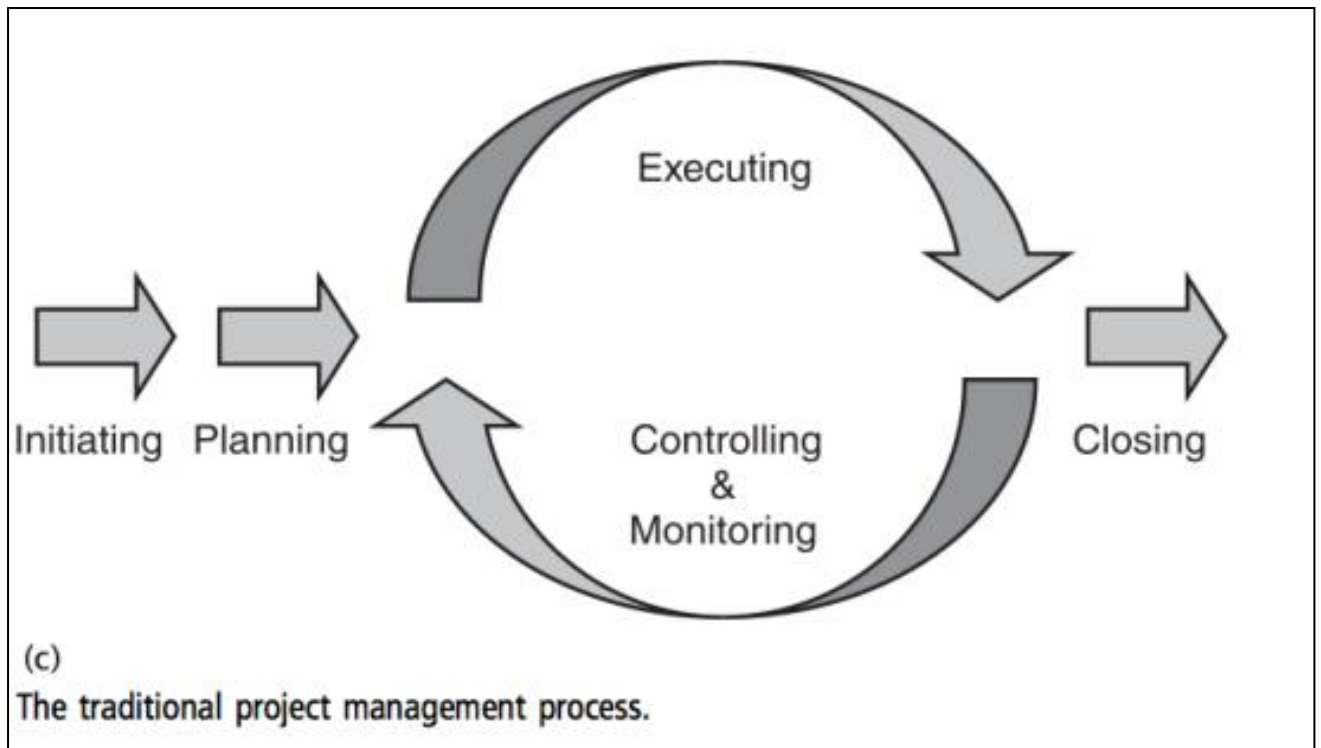 Executing
Initiating
Planning
Controlling
&
Monitoring
Closing
(c)
The traditional project management process.